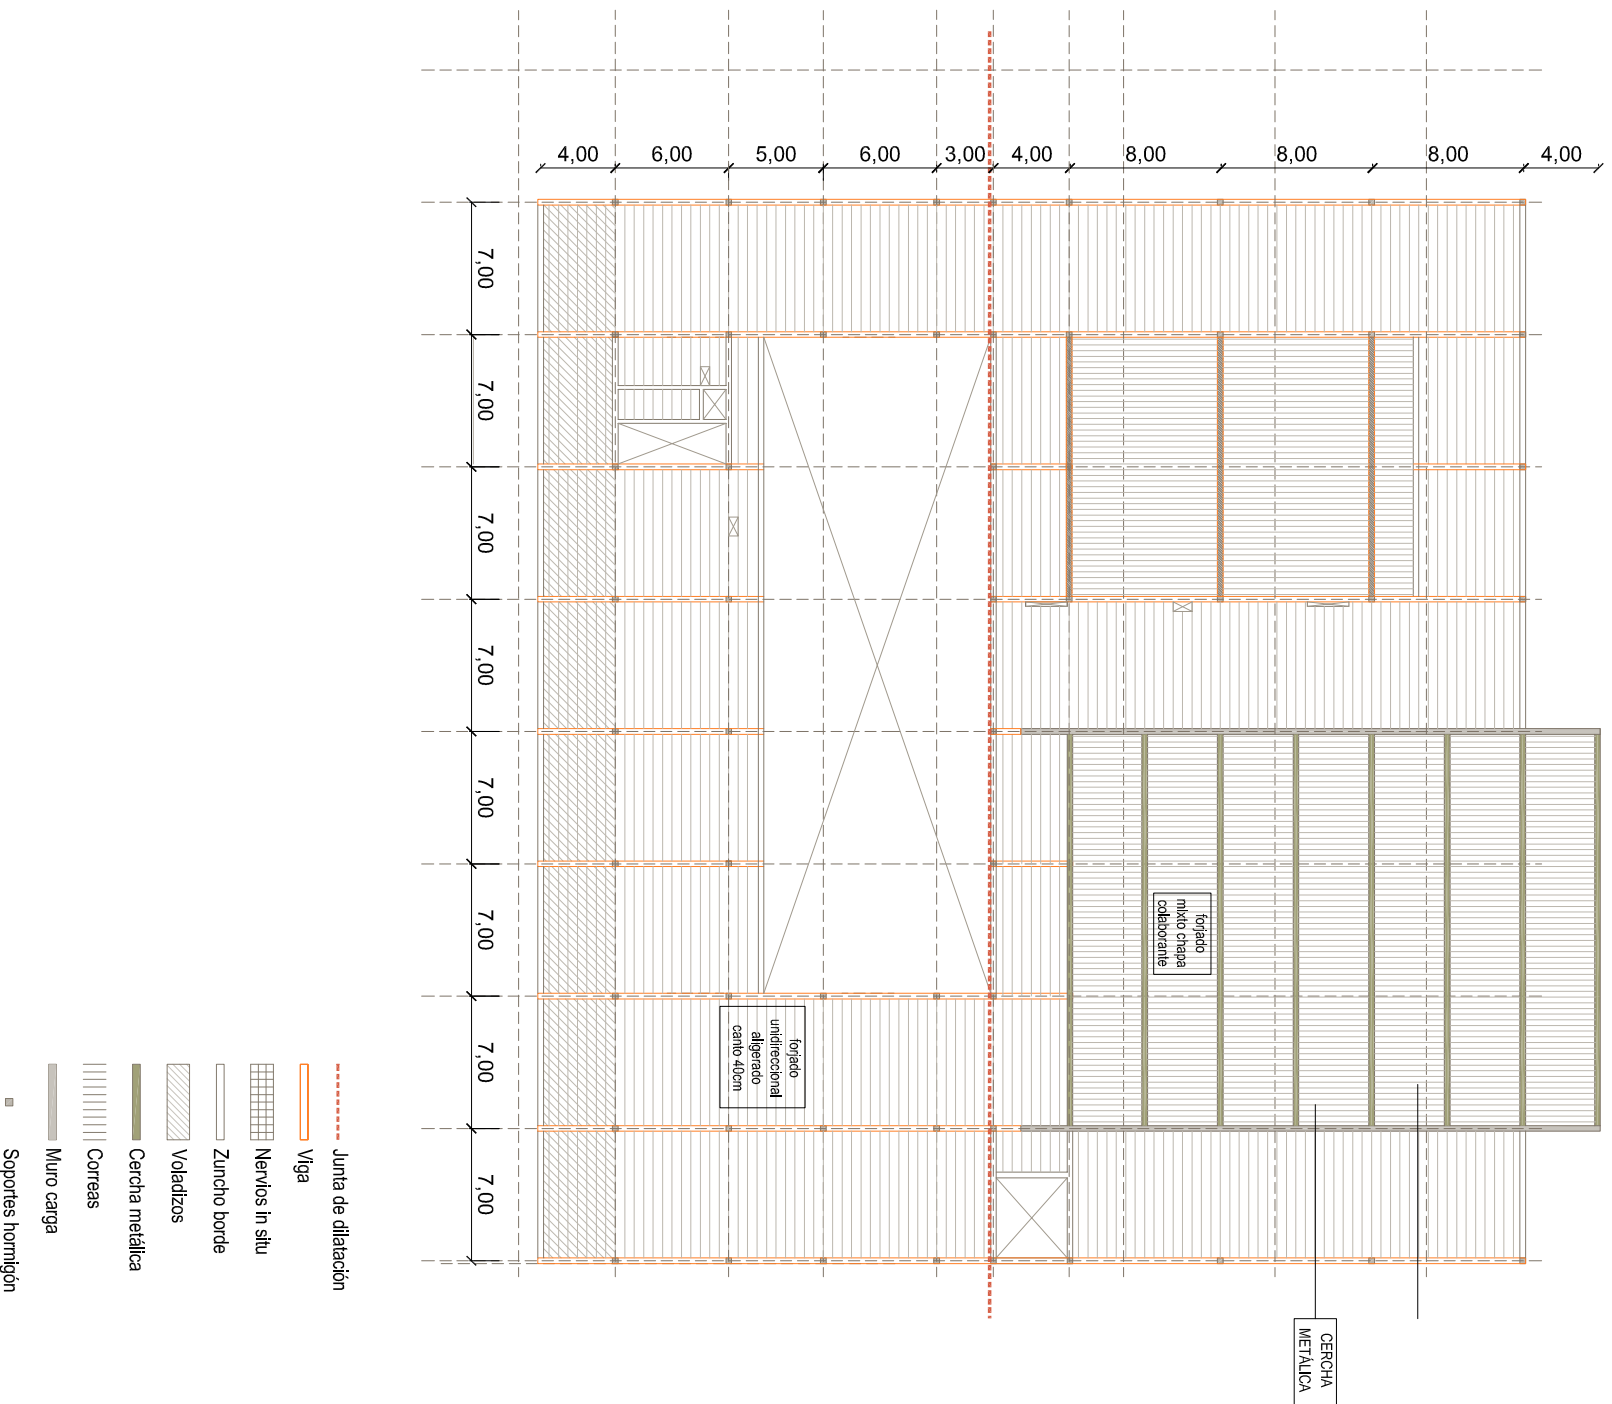 4,00
6,00
5,00
6,00
3,00
4,00
8,00
8,00
8,00
4,00
7,00
7,00
7,00
7,00
7,00
7,00
7,00
7,00
forjado
mixto chapa
colaborante
forjado
unidireccional
aligerado
canto 40cm
CERCHA
METÁLICA
Junta de dilatación
Viga
Nervios in situ
Zuncho borde
Voladizos
Cercha metálica
Correas
Muro carga
Soportes hormigón